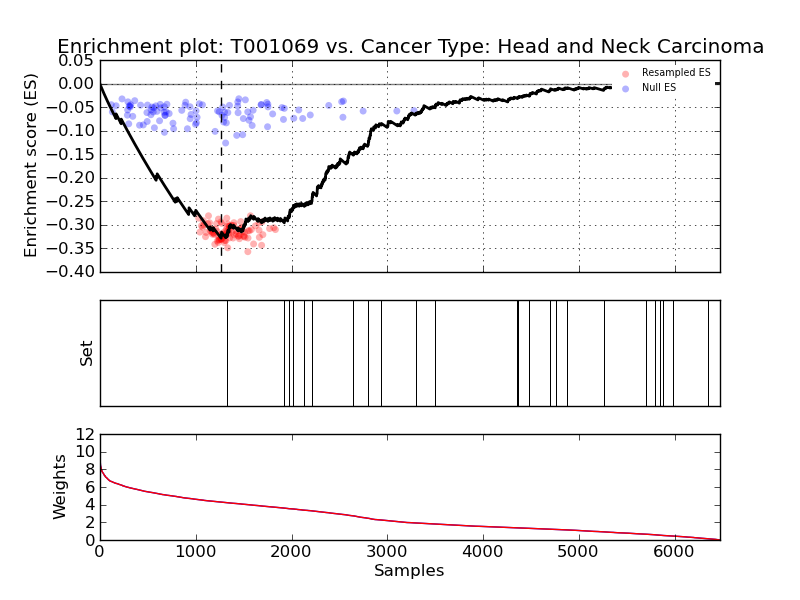 Enrichment plot: T001069 vs. Cancer Type: Head and Neck Carcinoma
0.05
0.00
−0.05
−0.10
−0.15
−0.20
−0.25
−0.30
−0.35
−0.40
Enrichment score (ES)
Resampled ES
Null ES
Set
12
10
8
6
4
2
0
Weights
0 1000 2000 3000 4000 5000 6000
Samples